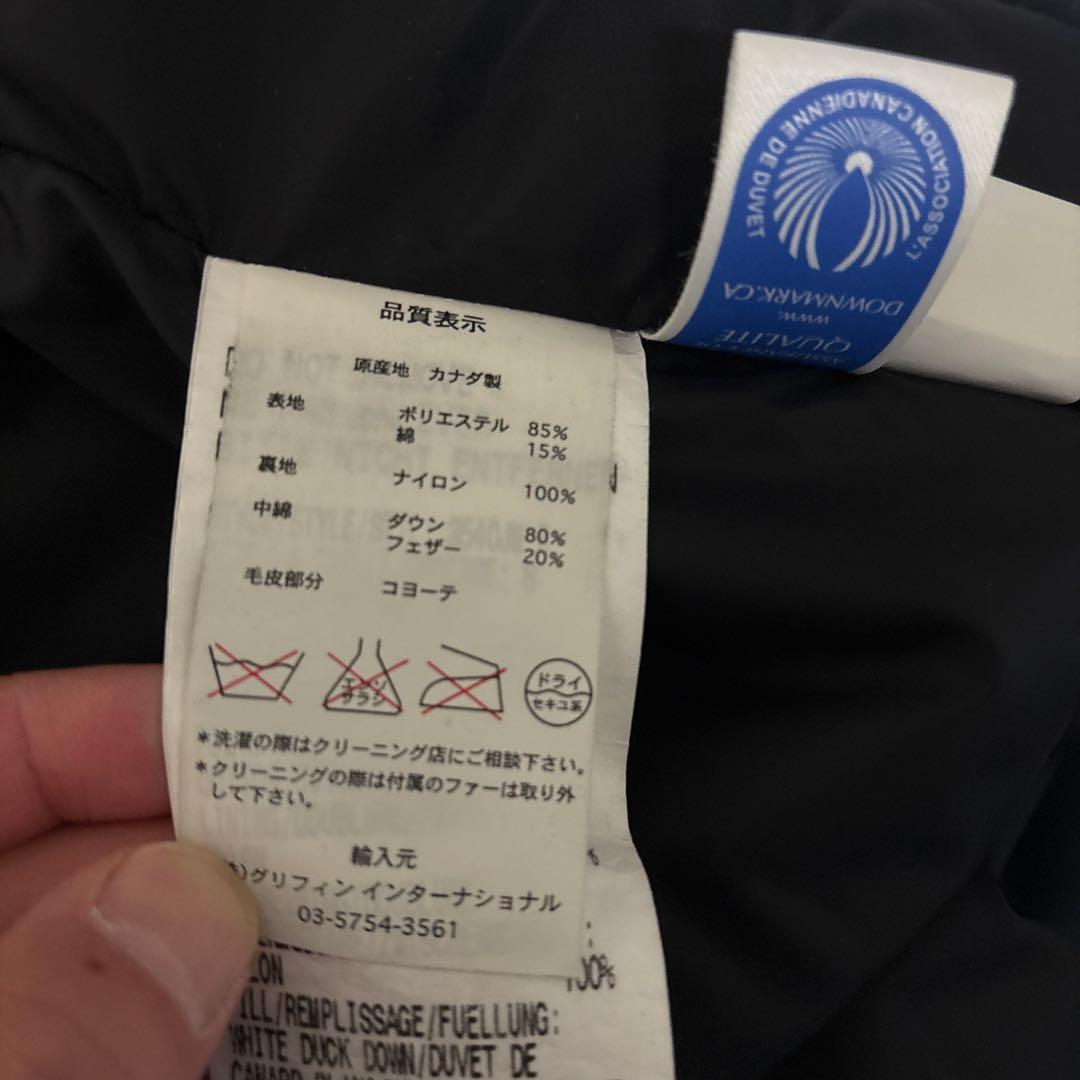 L'ASSOCIATION CANADIENNE DE DUVET
QUALITE
WWW.
DOWNMARK.CA
品質表示
原産地 カナダ製
表地 ポリエステル 85%
綿 15%
裏地 ナイロン 100%
中綿 ダウン 80%
フェザー 20%
毛皮部分 コヨーテ
エンソ
サラシ
ドライ
セキユ系
*洗濯の際はクリーニング店にご相談下さい。
*クリーニングの際は付属のファーは取り外
して下さい。
輸入元
グリフィン インターナショナル
03-5754-3561
100%
ILL/REMPLISSAGE/FUELLUNG:
WHITE DUCK DOWN/DUVET DE